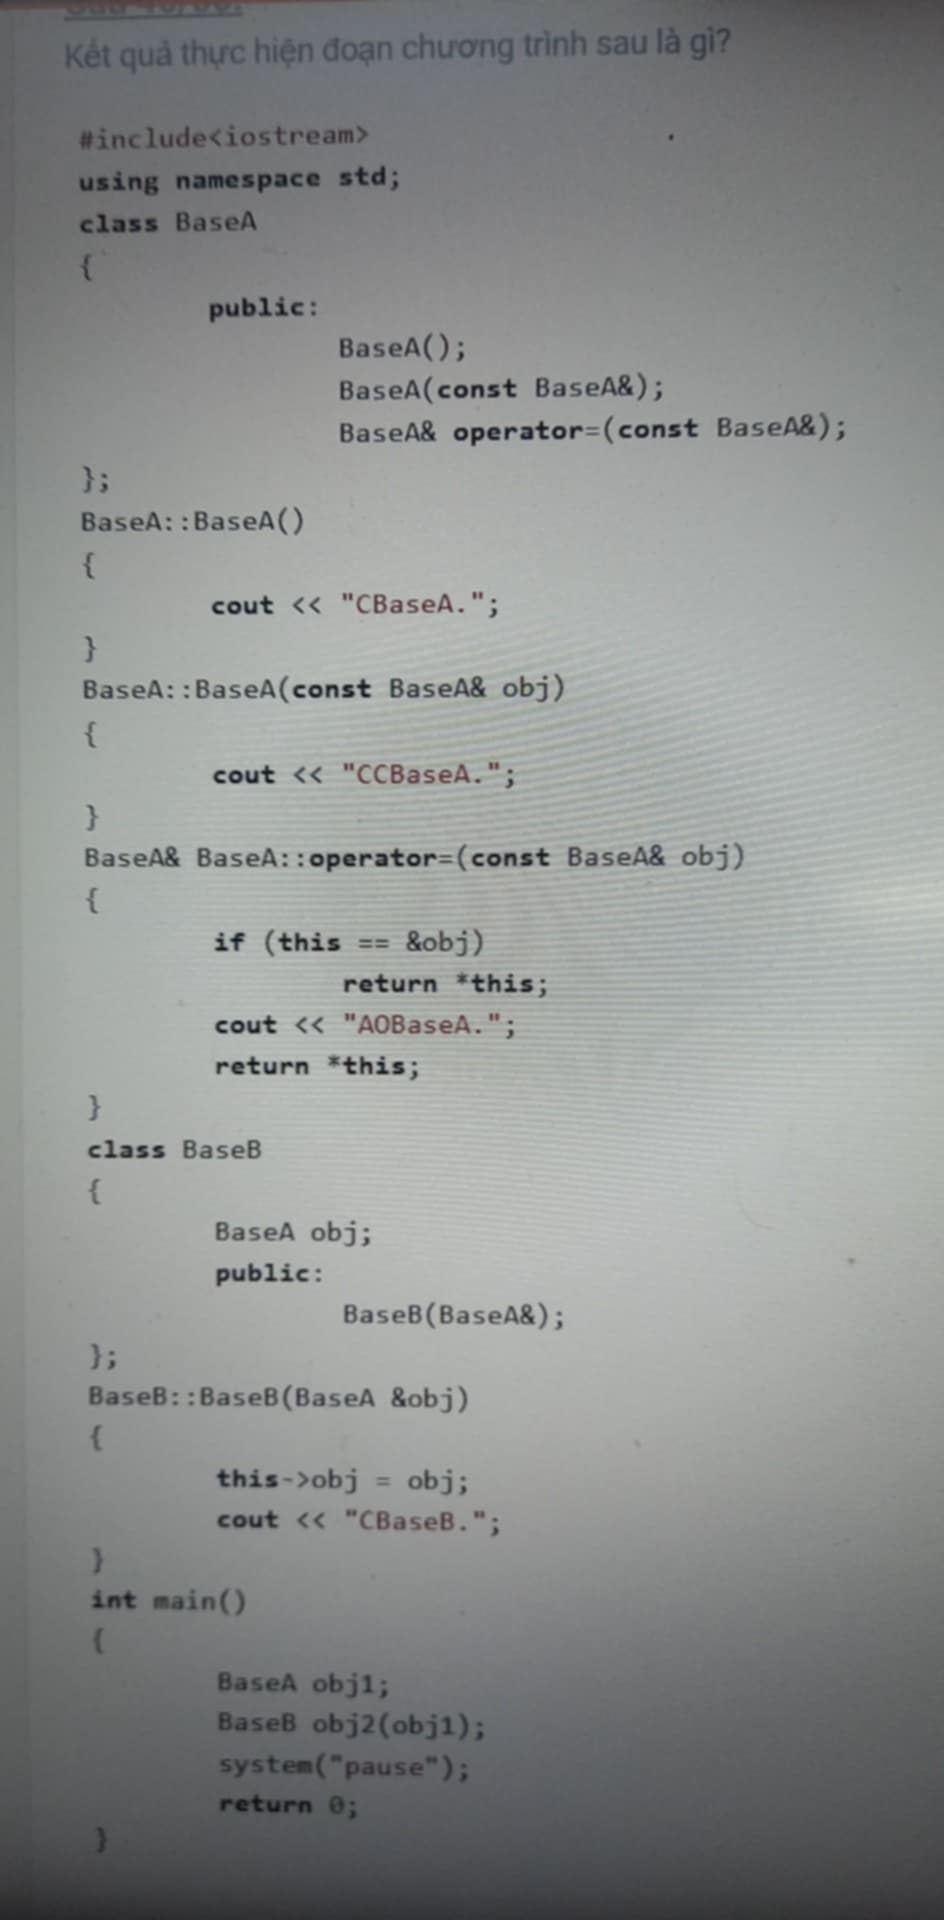 Kết quả thực hiện đoạn chương trình sau là gì?
#include<iostream>
using namespace std;
class BaseA
{
public:
BaseA();
BaseA(const BaseA&);
BaseA& operator=(const BaseA&);
};
BaseA::BaseA()
{
cout << "CBaseA.";
}
BaseA::BaseA(const BaseA& obj)
{
cout << "CCBaseA.";
}
BaseA& BaseA::operator=(const BaseA& obj)
{
if (this == &obj)
return *this;
cout << "AOBaseA.";
return *this;
}
class BaseB
{
BaseA obj;
public:
BaseB(BaseA&);
};
BaseB::BaseB(BaseA &obj)
{
this->obj = obj;
cout << "CBaseB.";
}
int main()
{
BaseA obj1;
BaseB obj2(obj1);
system("pause");
return 0;
}